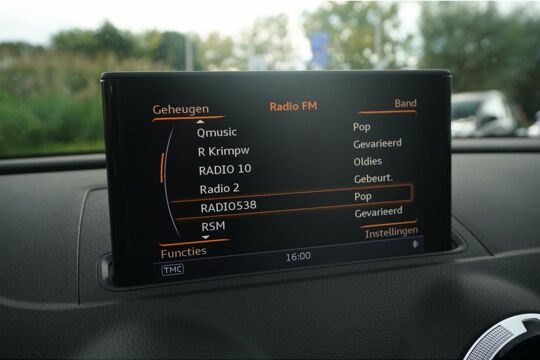 Geheugen Radio FM Band
Qmusic Pop
R Krimpw Gevarieerd
RADIO 10 Oldies
Radio 2 Gebeurt.
RADIO538 Pop
RSM Gevarieerd
Functies Instellingen
TMC 16:00